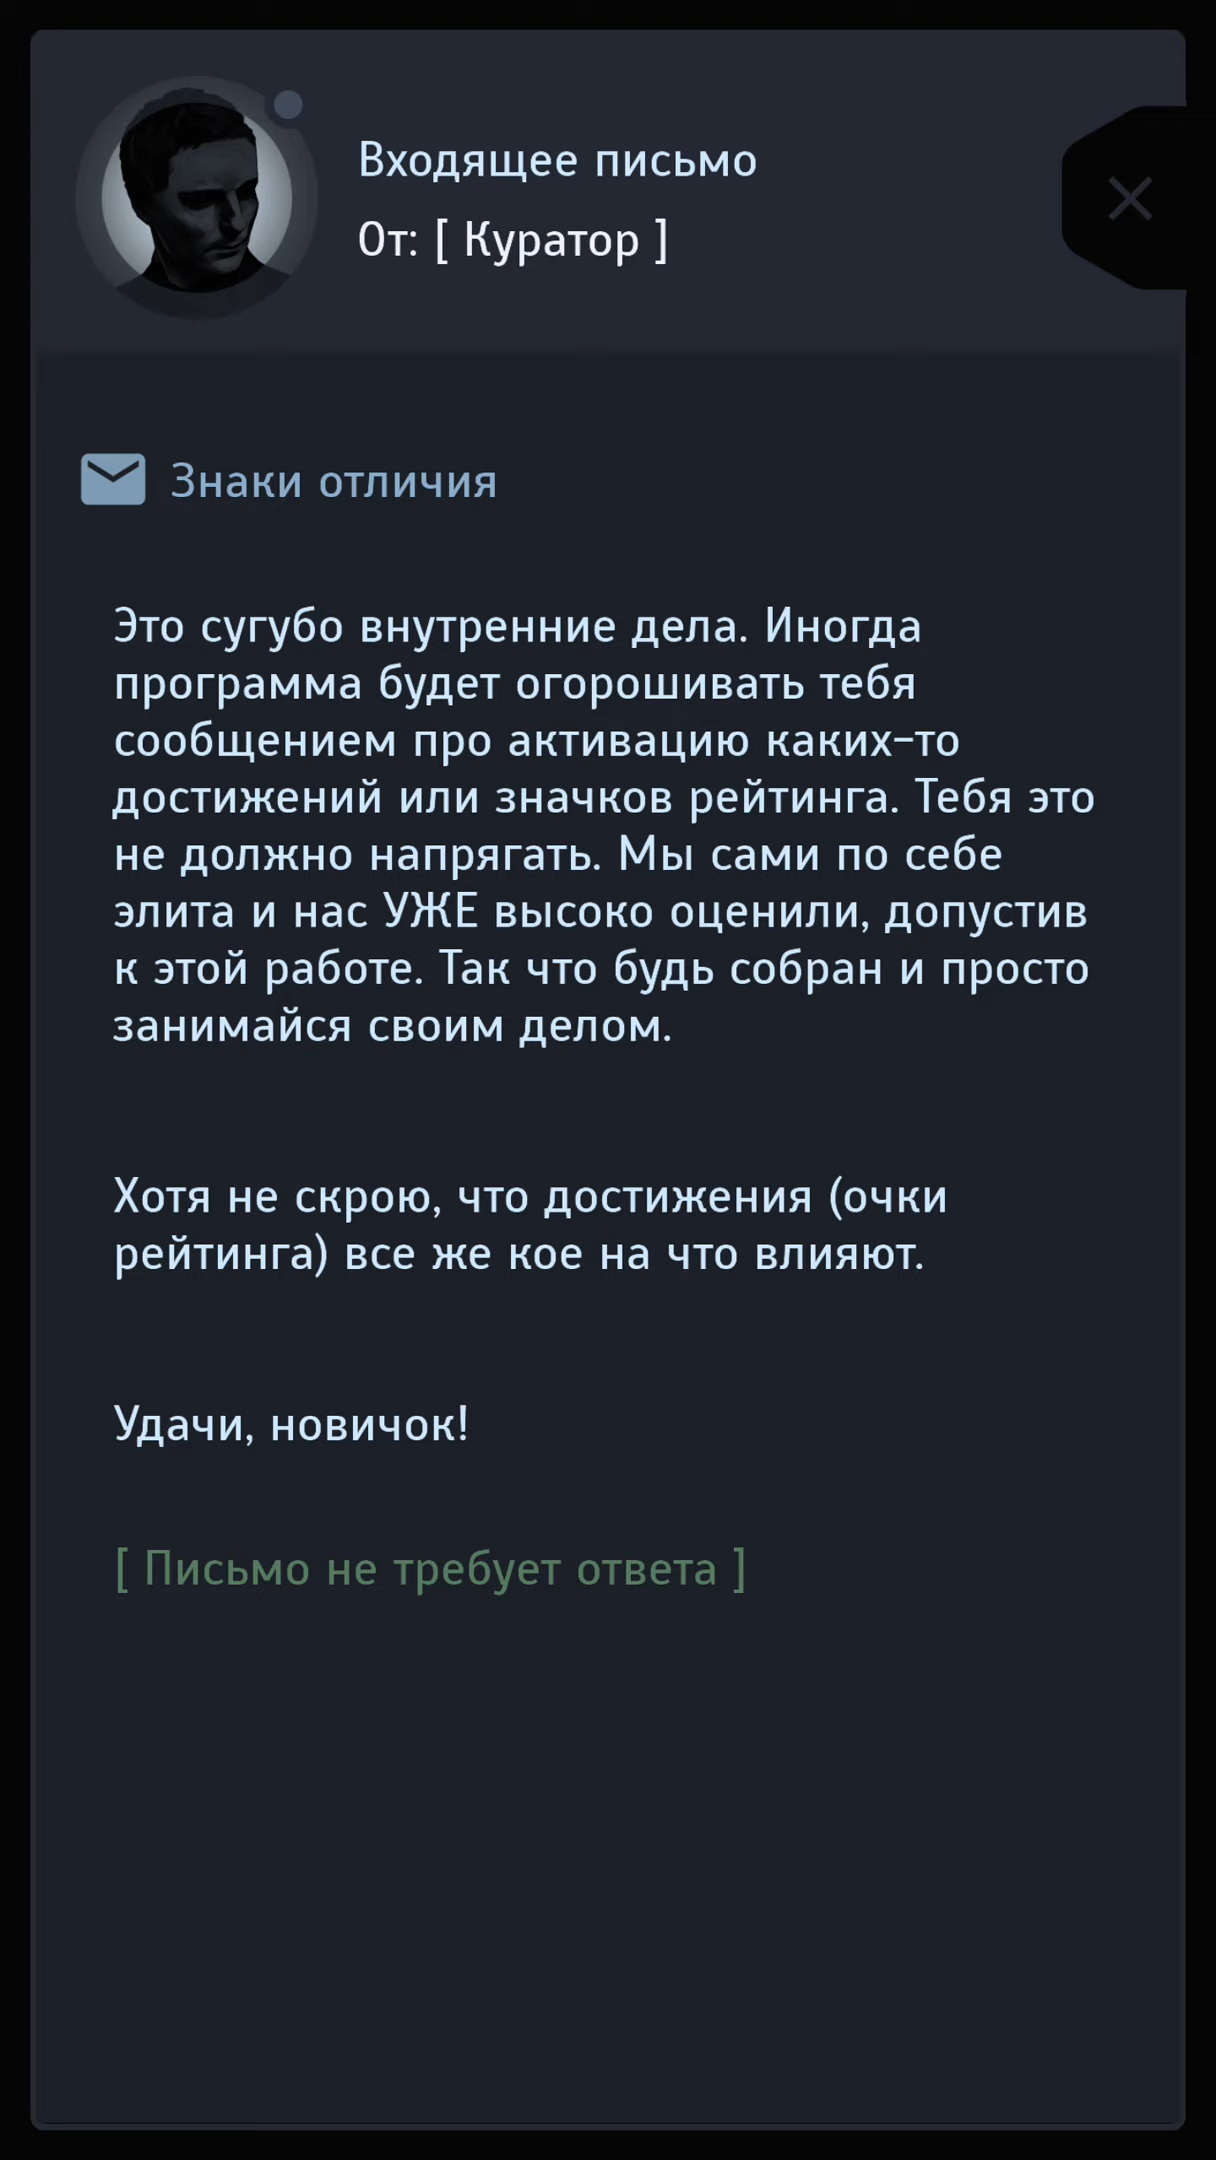 Входящее письмо
От: [ Куратор ]
Знаки отличия
Это сугубо внутренние дела. Иногда
программа будет огорошивать тебя
сообщением про активацию каких-то
достижений или значков рейтинга. Тебя это
не должно напрягать. Мы сами по себе
элита и нас УЖЕ высоко оценили, допустив
к этой работе. Так что будь собран и просто
занимайся своим делом.
Хотя не скрою, что достижения (очки
рейтинга) все же кое на что влияют.
Удачи, новичок!
[ Письмо не требует ответа ]